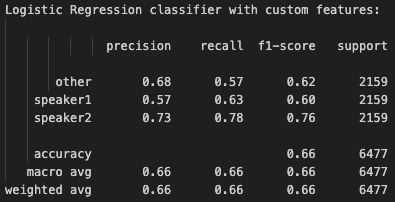 Logistic Regression classifier with custom features:
precision recall f1-score support
other 0.68 0.57 0.62 2159
speaker1 0.57 0.63 0.60 2159
speaker2 0.73 0.78 0.76 2159
accuracy 0.66 6477
macro avg 0.66 0.66 0.66 6477
weighted avg 0.66 0.66 0.66 6477